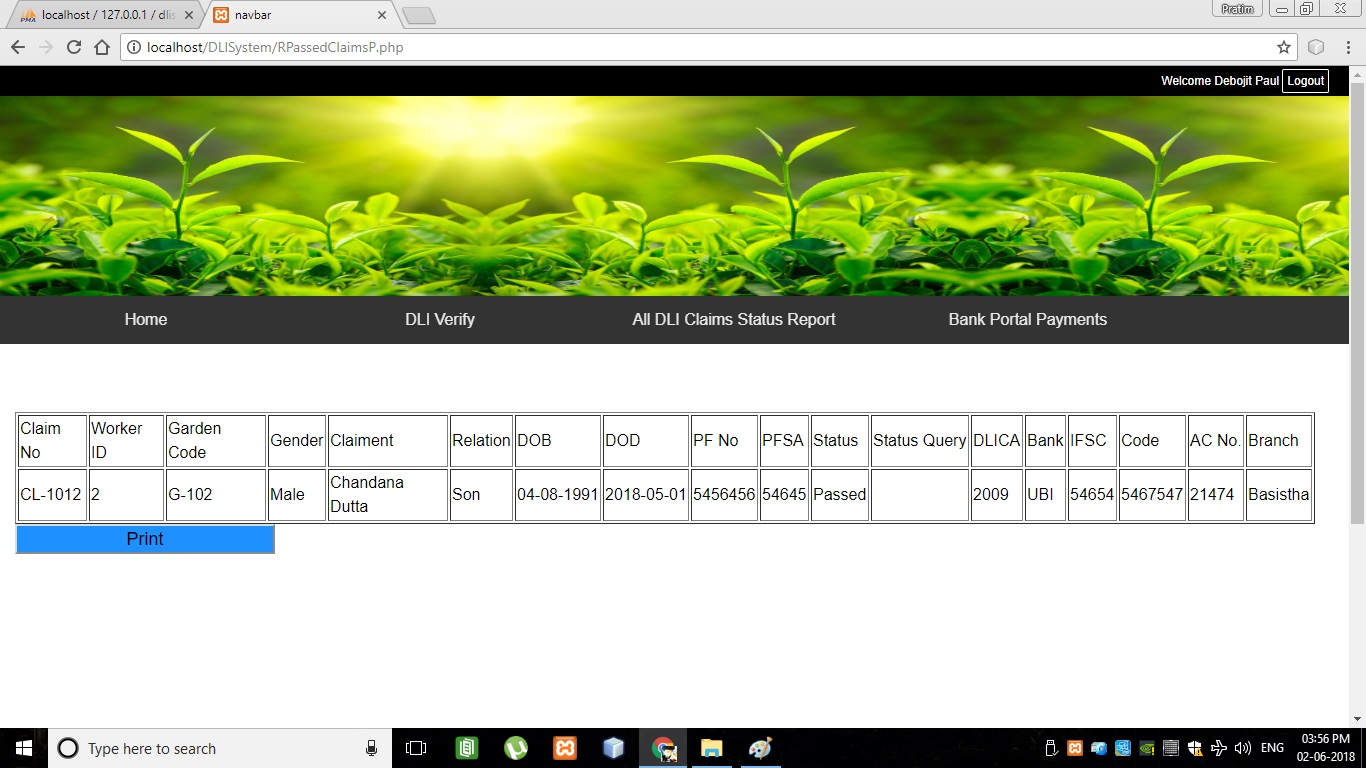 localhost / 127.0.0.1 / dlis
navbar
Pratim
localhost/DLISystem/RPassedClaimsP.php
Welcome Debojit Paul Logout
Home DLI Verify All DLI Claims Status Report Bank Portal Payments
Claim No Worker ID Garden Code Gender Claiment Relation DOB DOD PF No PFSA Status Status Query DLICA Bank IFSC Code AC No. Branch
CL-1012 2 G-102 Male Chandana Dutta Son 04-08-1991 2018-05-01 5456456 54645 Passed 2009 UBI 54654 5467547 21474 Basistha
Print
Type here to search
ENG
03:56 PM
02-06-2018